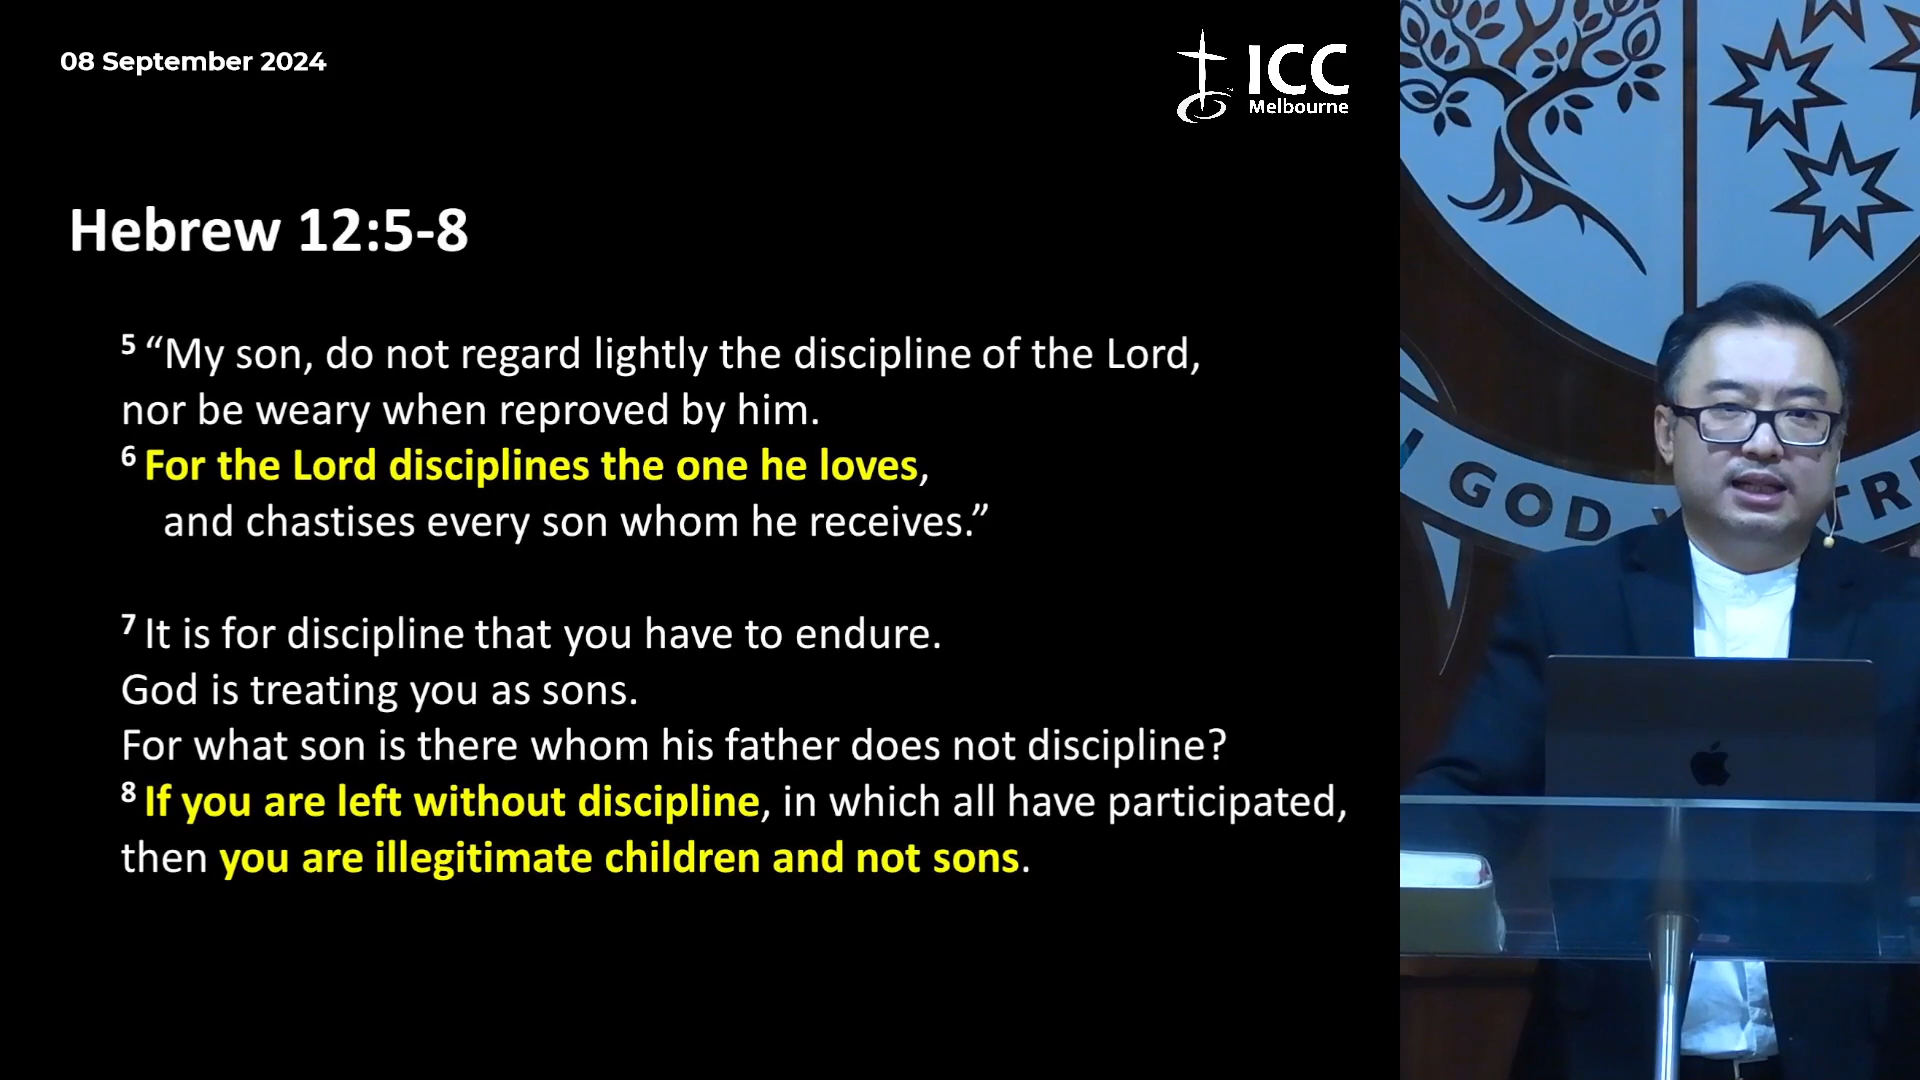 08 September 2024
ICC
Melbourne
Hebrew 12:5-8
5 “My son, do not regard lightly the discipline of the Lord,
nor be weary when reproved by him.
6 For the Lord disciplines the one he loves,
and chastises every son whom he receives.”
7 It is for discipline that you have to endure.
God is treating you as sons.
For what son is there whom his father does not discipline?
8 If you are left without discipline, in which all have participated,
then you are illegitimate children and not sons.
GOD